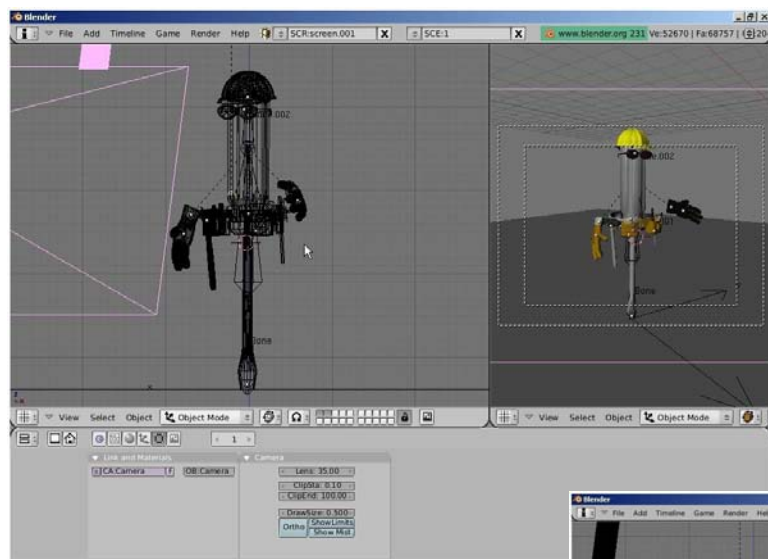 Blender
File Add Timeline Game Render Help SCR:screen.001 X SCE:1 X www.blender.org 231 Ve:52670 | Fa:68757 |
Bone
Bone
View Select Object Object Mode
View Select Object Object Mode
1
Link and Materials
Camera
CA:Camera F OB:Camera
Lens: 35.00
ClipSta: 0.10
ClipEnd: 100.00
DrawSize: 0.500
Ortho ShowLimits
Show Mist
Blender
File Add Timeline Game Render Hel